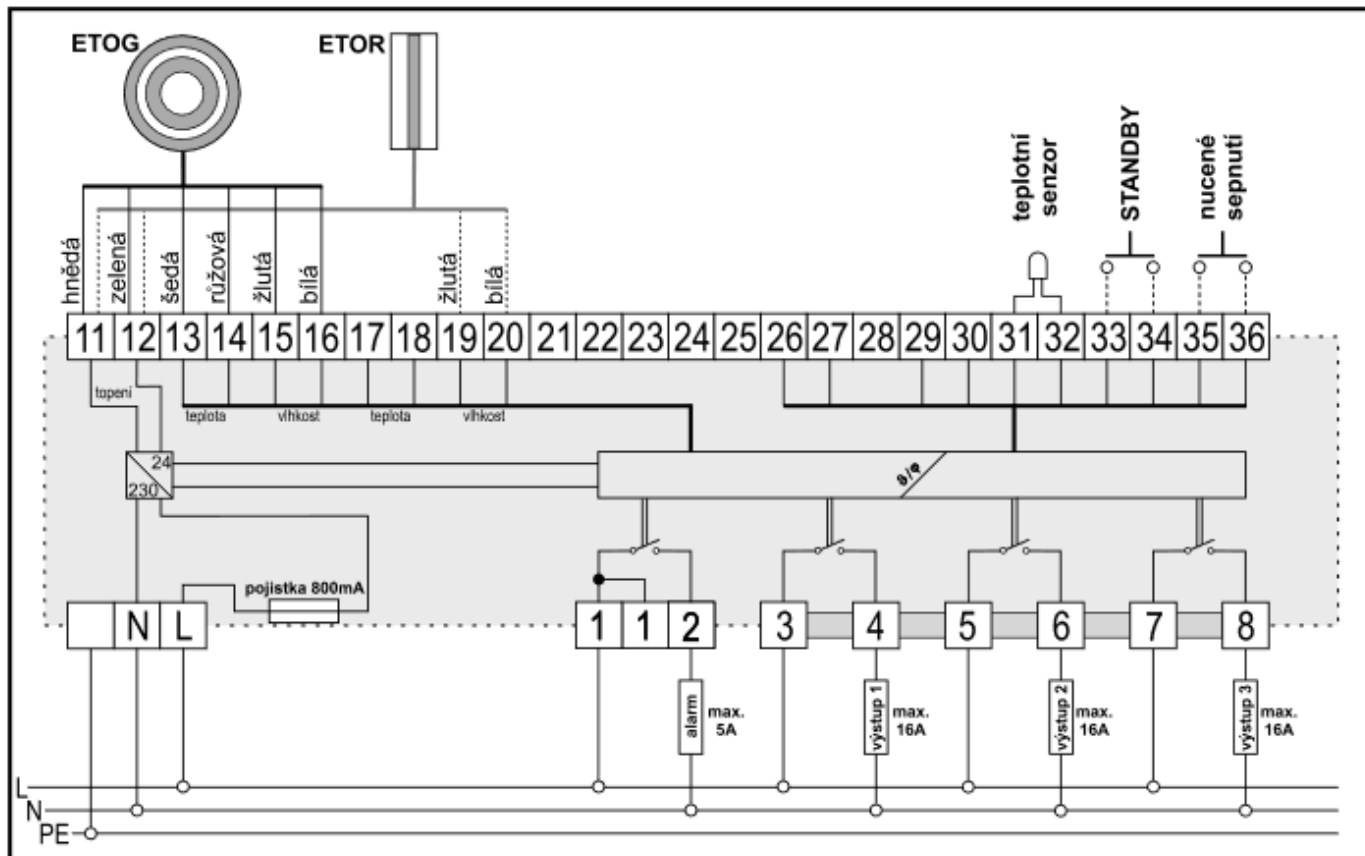 ETOG
ETOR
teplotní
senzor
STANDBY
nucené
sepnuti
hnědá
zelená
šedá
růžová
žlutá
bílá
žlutá
bílá
11 12 13 14 15 16 17 18 19 20 21 22 23 24 25 26 27 28 29 30 31 32 33 34 35 36
topení
teplota
vlhkost
teplota
vlhkost
24
230
ϑ/φ
pojistka 800mA
N L
1 1 2 3 4 5 6 7 8
alarm
max.
5A
výstup 1
max.
16A
výstup 2
max.
16A
výstup 3
max.
16A
L
N
PE